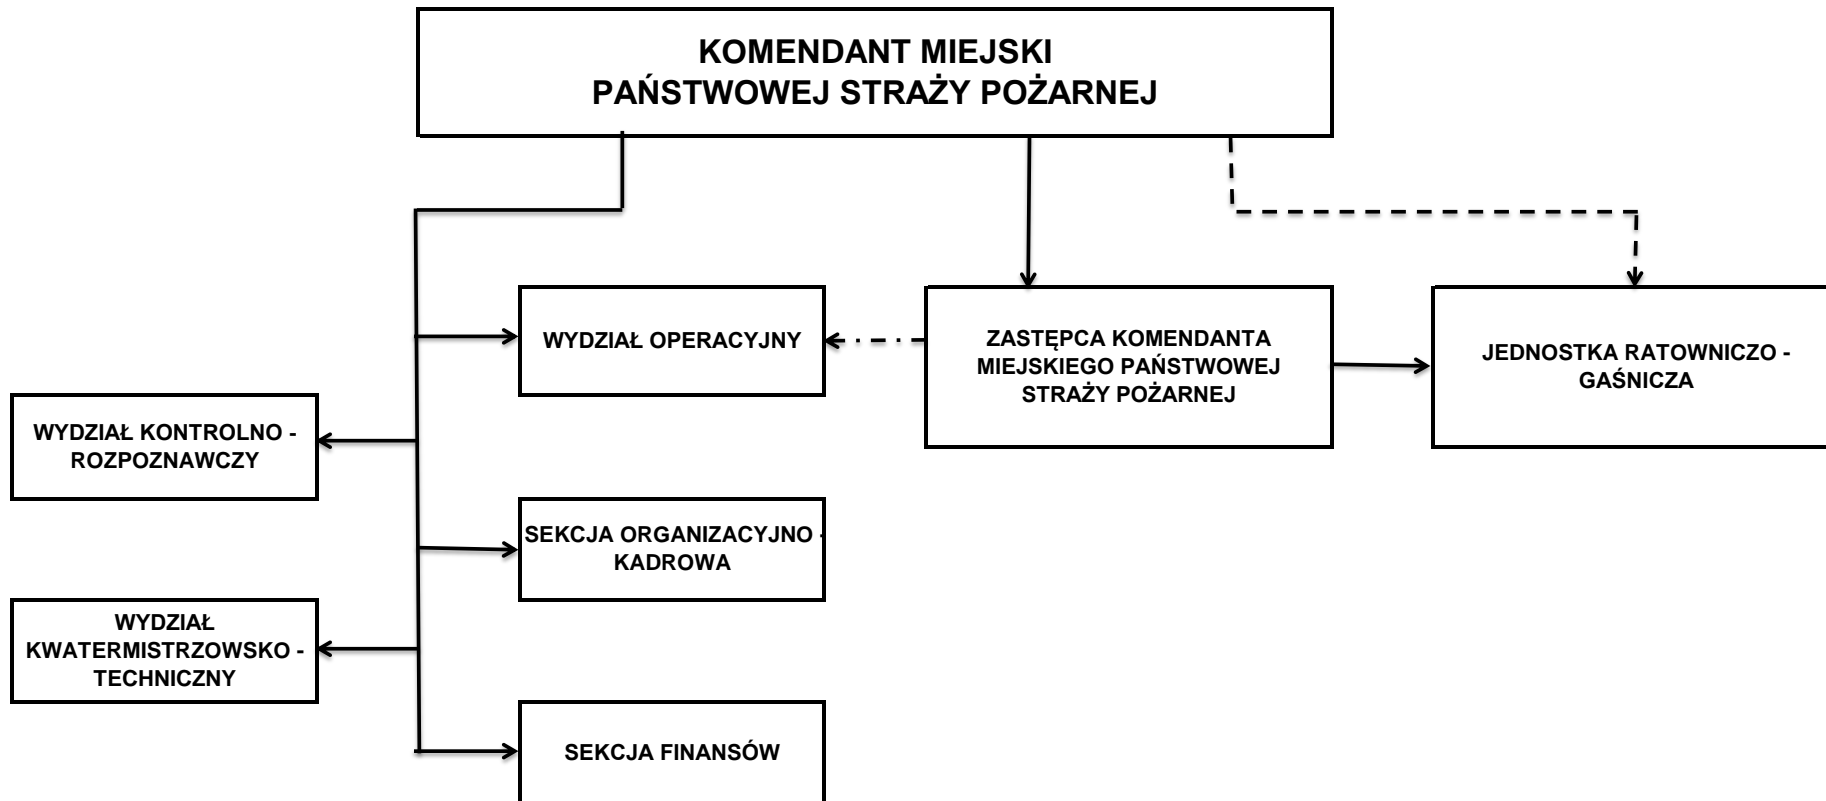 KOMENDANT MIEJSKI
PAŃSTWOWEJ STRAŻY POŻARNEJ
WYDZIAŁ OPERACYJNY
ZASTĘPCA KOMENDANTA
MIEJSKIEGO PAŃSTWOWEJ
STRAŻY POŻARNEJ
JEDNOSTKA RATOWNICZO -
GAŚNICZA
WYDZIAŁ KONTROLNO -
ROZPOZNAWCZY
SEKCJA ORGANIZACYJNO -
KADROWA
WYDZIAŁ
KWATERMISTRZOWSKO -
TECHNICZNY
SEKCJA FINANSÓW